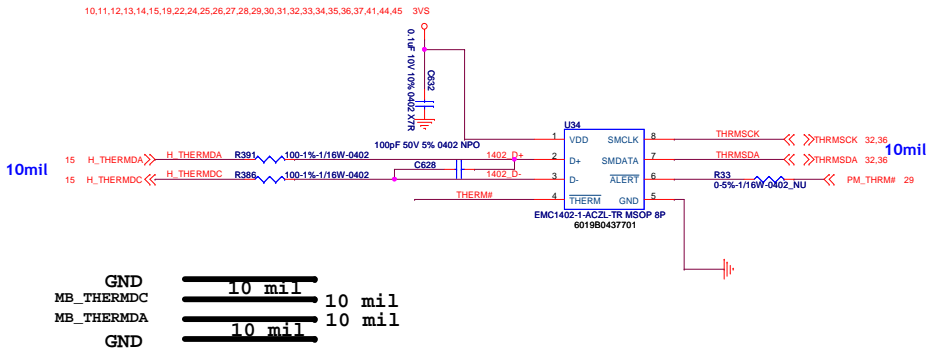 10,11,12,13,14,15,19,22,24,25,26,27,28,29,30,31,32,33,34,35,36,37,41,44,45 3VS
0.1uF 10V 10% 0402 X7R
C632
U34
100pF 50V 5% 0402 NPO
1 VDD SMCLK 8 THRMSCK THRMSCK 32,36
10mil
15 H_THERMDA H_THERMDA R391 100-1%-1/16W-0402 1402_D+ 2 D+ SMDATA 7 THRMSDA THRMSDA 32,36
10mil
C628
15 H_THERMDC H_THERMDC R386 100-1%-1/16W-0402 1402_D- 3 D- ALERT 6 R33 PM_THRM# 29
0-5%-1/16W-0402_NU
THERM# 4 THERM GND 5
EMC1402-1-ACZL-TR MSOP 8P
6019B0437701
GND
10 mil
MB_THERMDC 10 mil
MB_THERMDA 10 mil
10 mil
GND